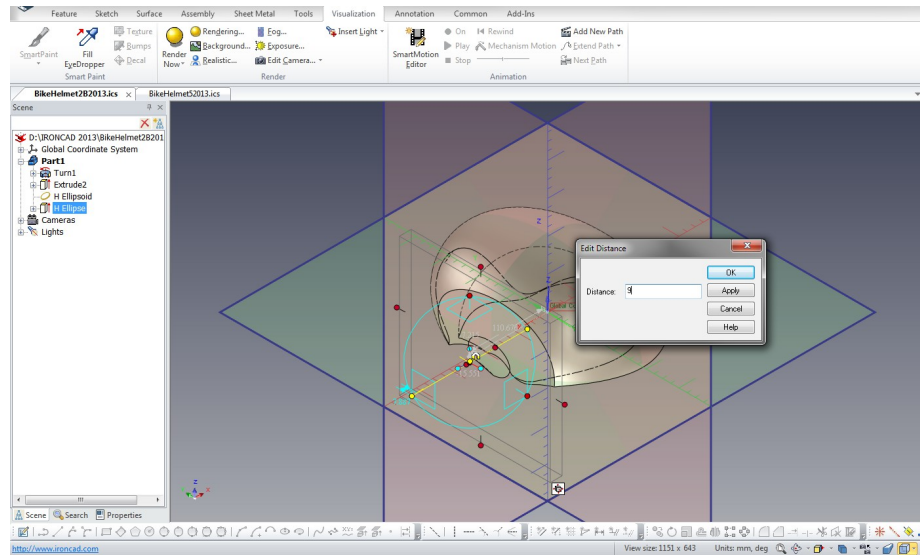 Feature Sketch Surface Assembly Sheet Metal Tools Visualization Annotation Common Add-Ins
SmartPaint Fill EyeDropper Texture Bumps Decal
Render Now Rendering... Background... Realistic... Fog... Exposure... Edit Camera... Insert Light
SmartMotion Editor On Rewind Play Mechanism Motion Stop Add New Path Extend Path Next Path
Smart Paint Render Animation
BikeHelmet2B2013.ics x BikeHelmet52013.ics
Scene
D:\IRONCAD 2013\BikeHelmet2B201
Global Coordinate System
Part1
Turn1
Extrude2
H Ellipsoid
H Ellipse
Cameras
Lights
Z
Edit Distance
Distance: 9
OK
Apply
Cancel
Help
z
x
Scene Search Properties
http://www.ironcad.com View size: 1151 x 643 Units: mm, deg